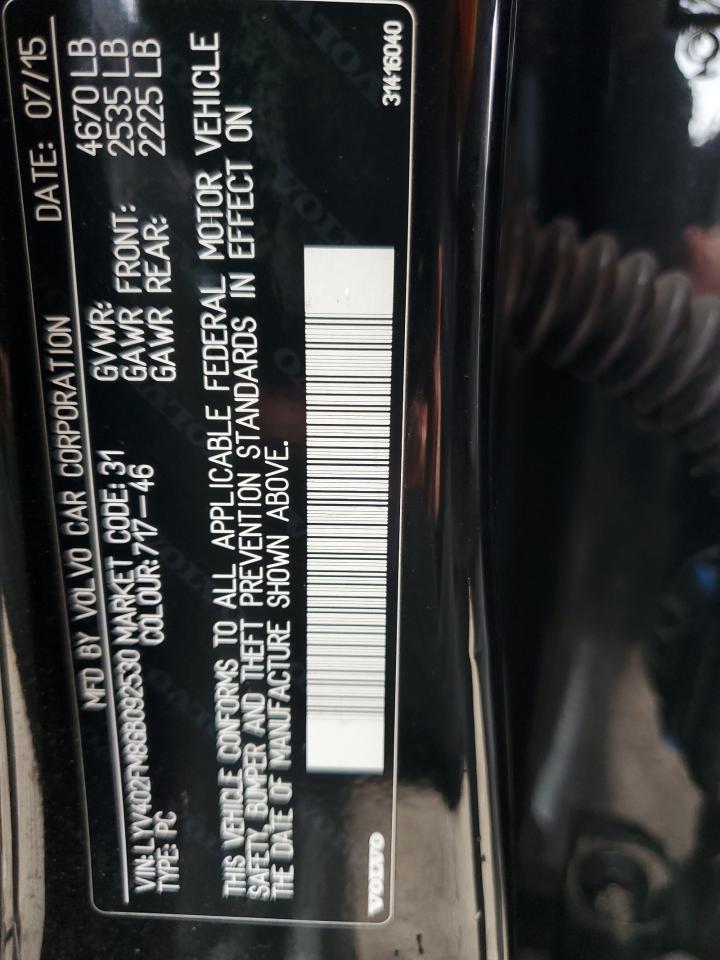 MFD BY VOLVO CAR CORPORATION DATE: 07/15
GVWR: 4670 LB
VIN:LYV402FM8GB092530 MARKET CODE: 31 GAWR FRONT: 2535 LB
TYPE: PC COLOUR:717-46 GAWR REAR: 2225 LB
THIS VEHICLE CONFORMS TO ALL APPLICABLE FEDERAL MOTOR VEHICLE
SAFETY, BUMPER AND THEFT PREVENTION STANDARDS IN EFFECT ON
THE DATE OF MANUFACTURE SHOWN ABOVE.
VOLVO 31416040